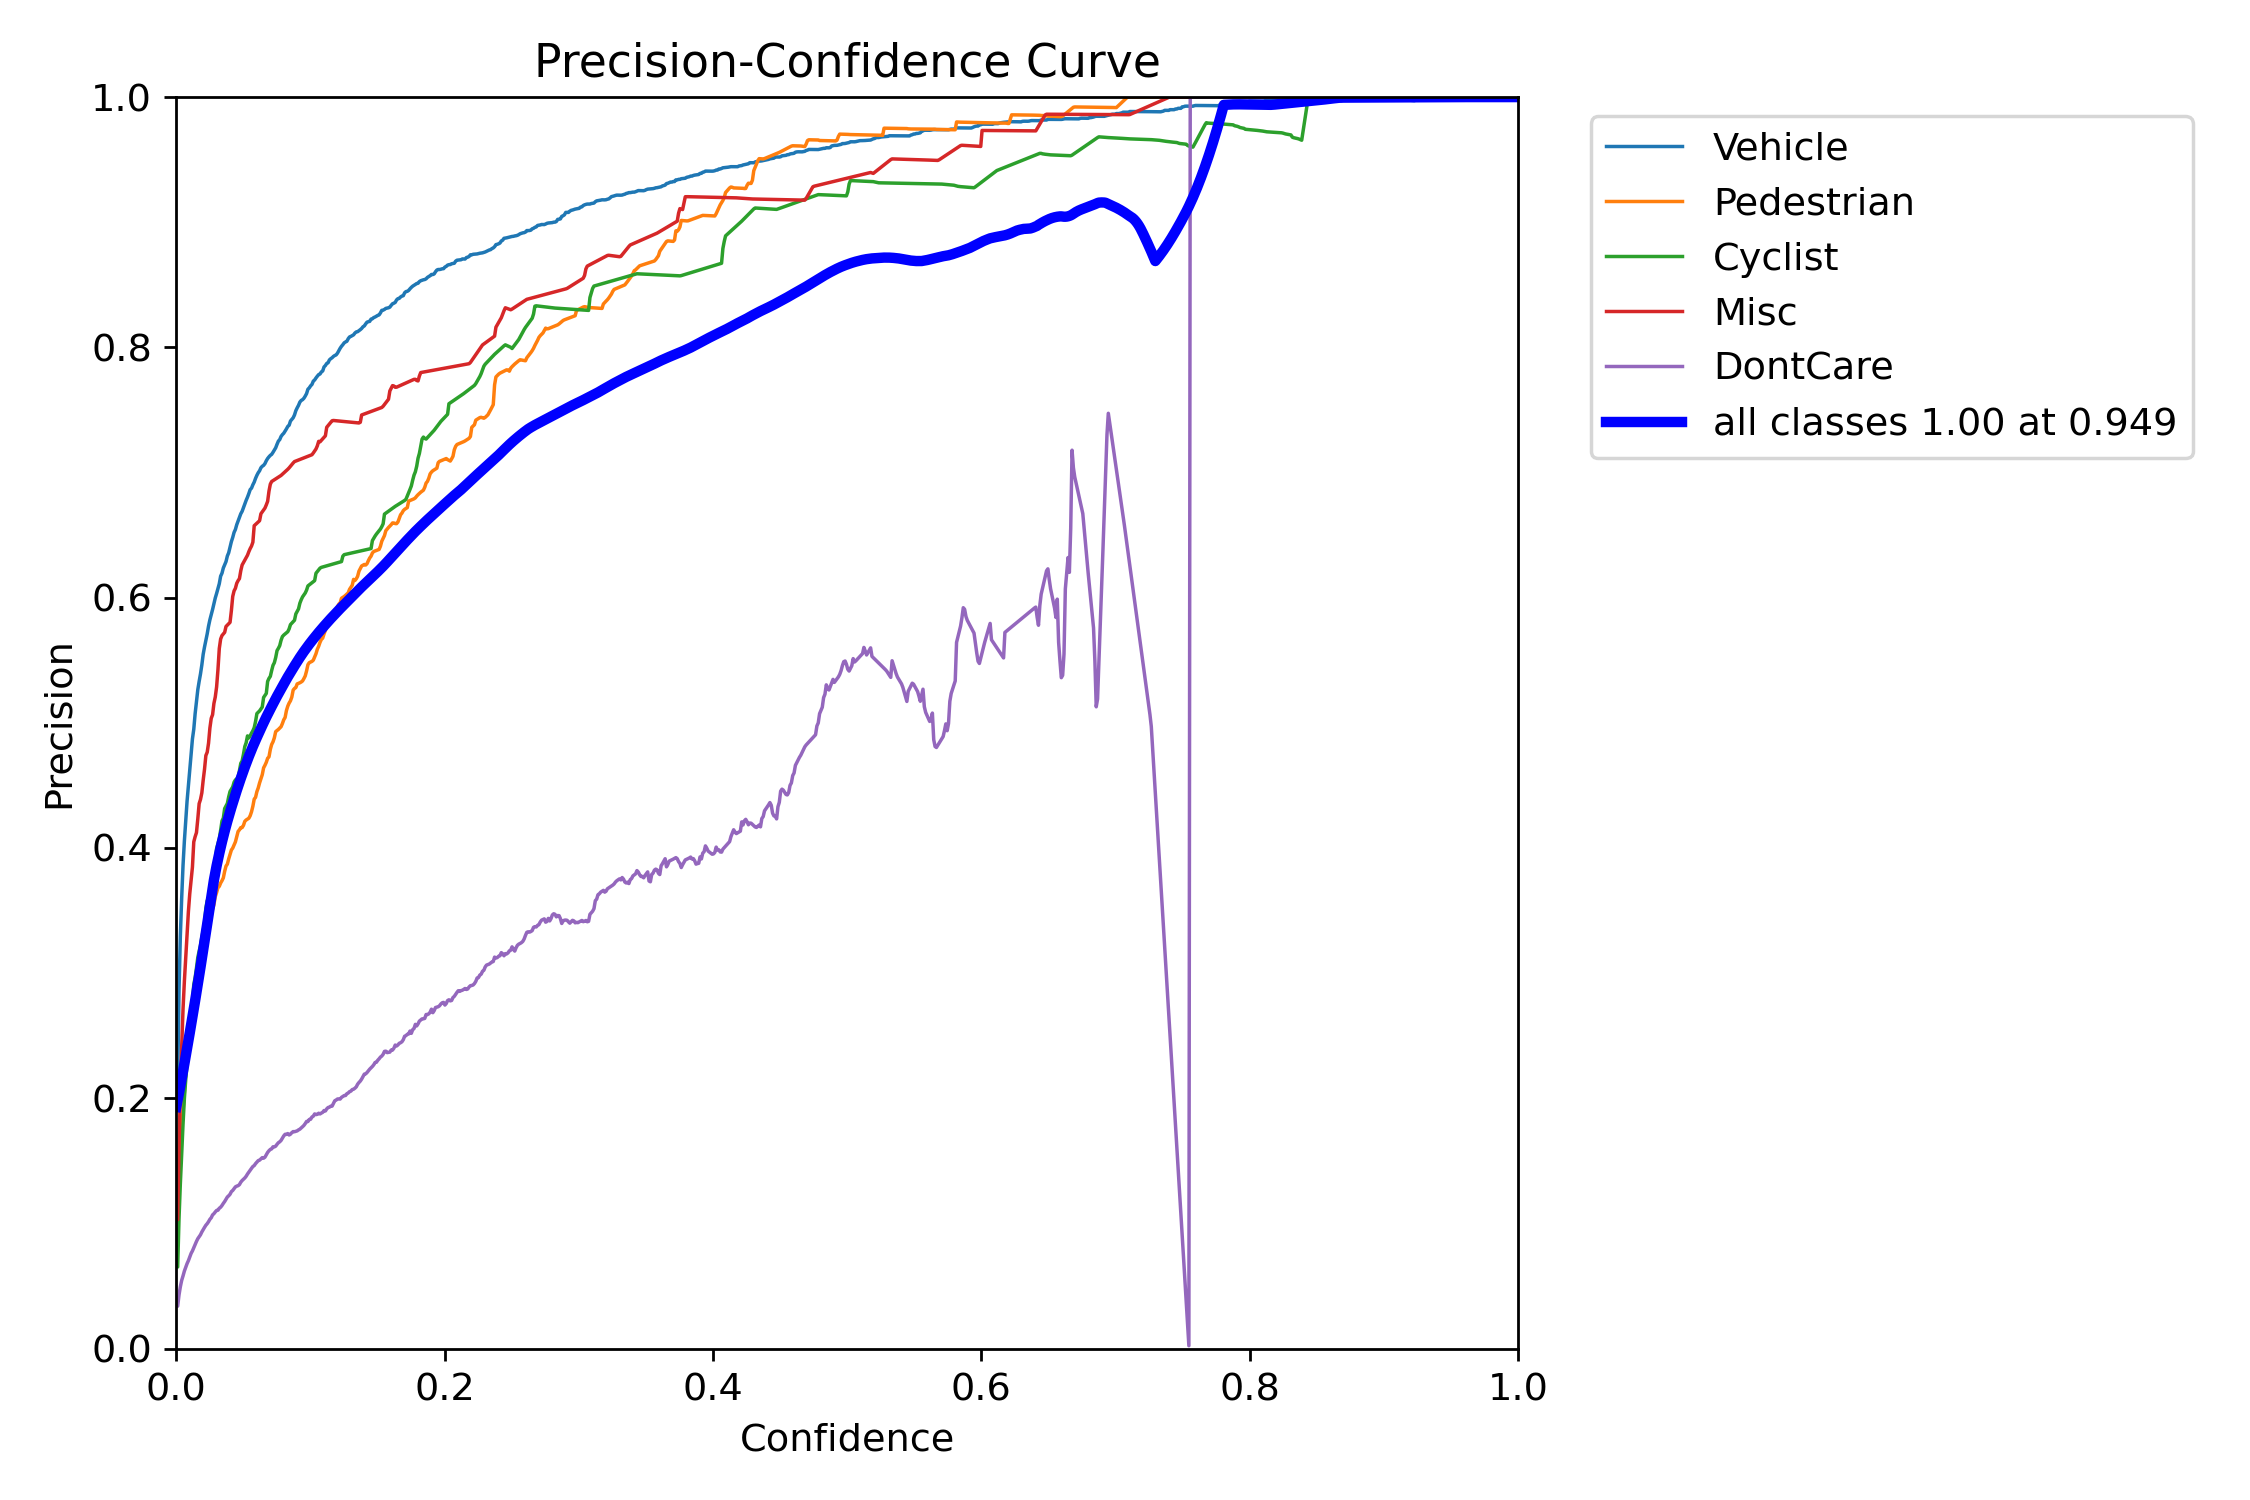 Precision-Confidence Curve
1.0
0.8
0.6
0.4
0.2
0.0
Precision
0.0 0.2 0.4 0.6 0.8 1.0
Confidence
Vehicle
Pedestrian
Cyclist
Misc
DontCare
all classes 1.00 at 0.949